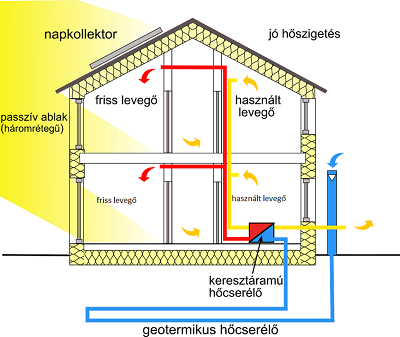 napkollektor
jó hőszigetés
passzív ablak
(háromrétegű)
friss levegő
használt
levegő
friss levegő
használt levegő
keresztáramú
hőcserélő
geotermikus hőcserélő